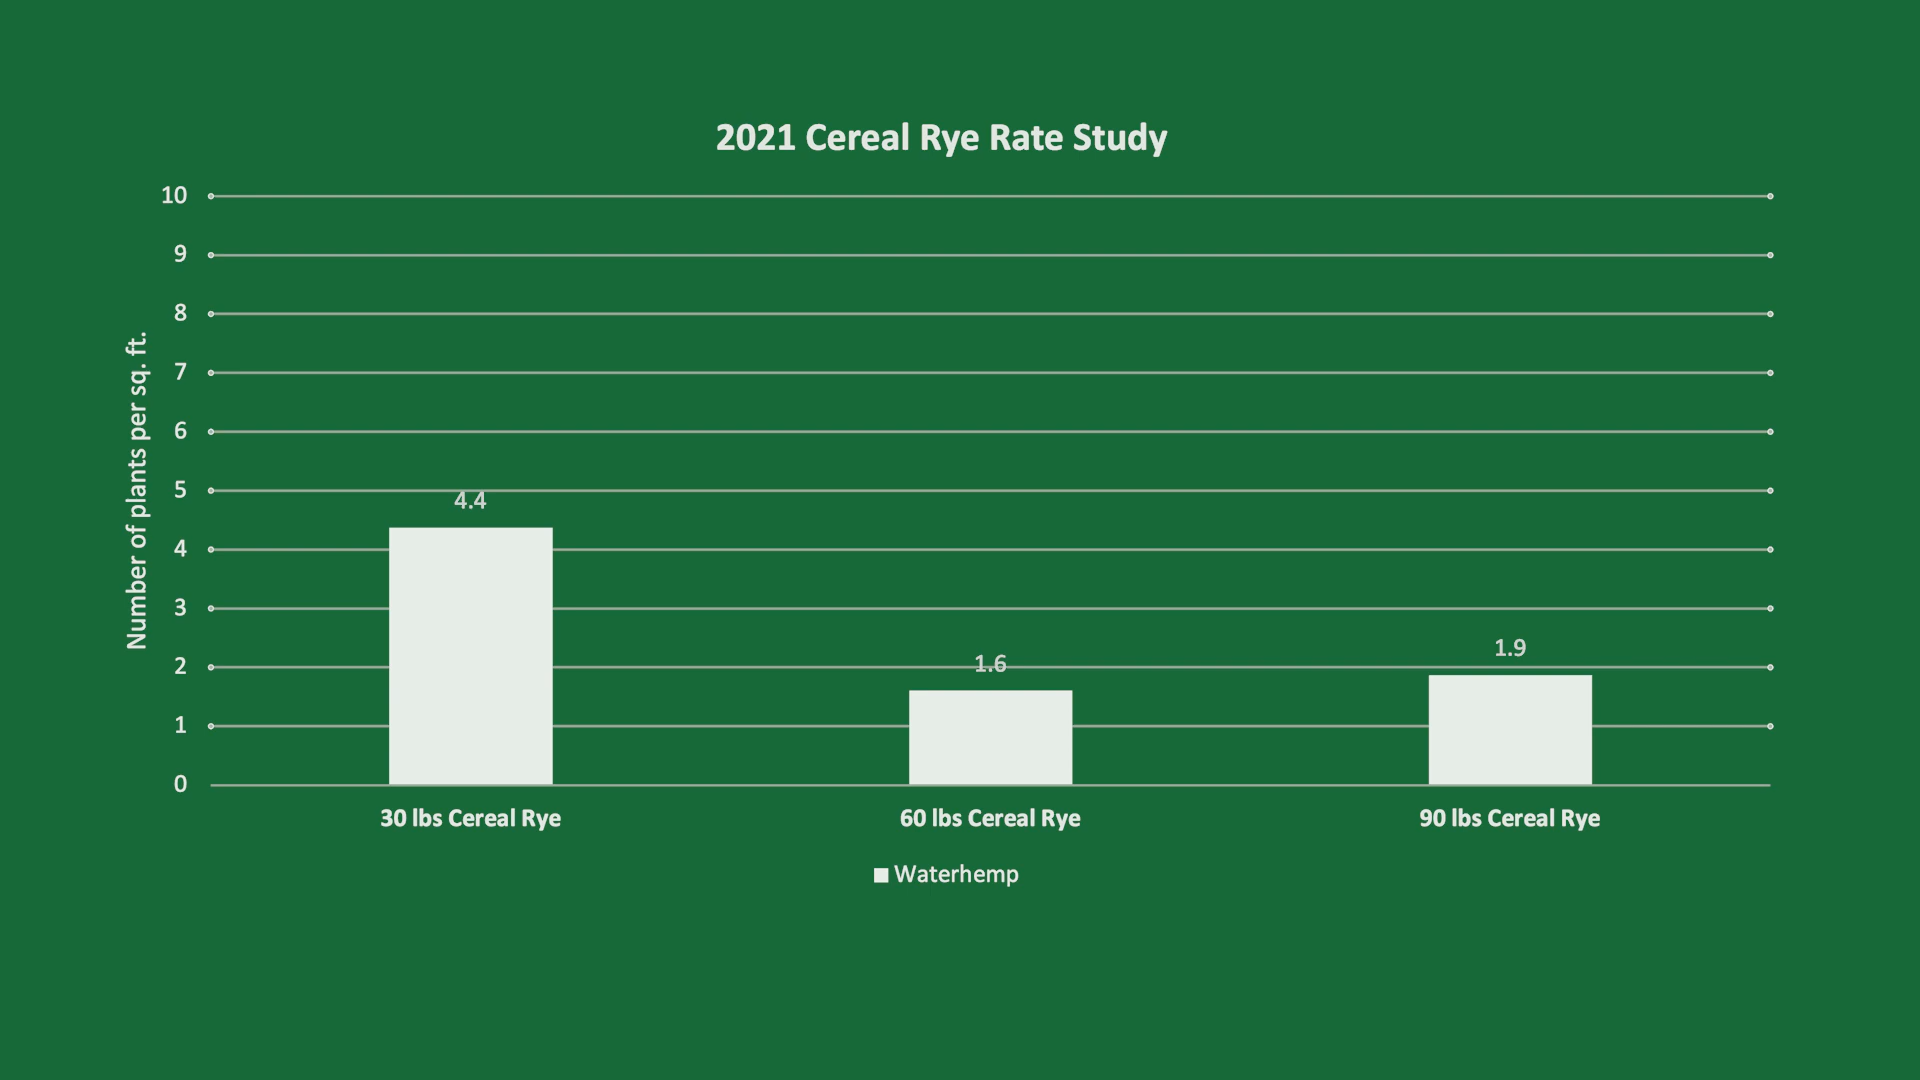 2021 Cereal Rye Rate Study
Number of plants per sq. ft.
10
9
8
7
6
5
4
3
2
1
0
4.4
1.6
1.9
30 lbs Cereal Rye
60 lbs Cereal Rye
90 lbs Cereal Rye
Waterhemp